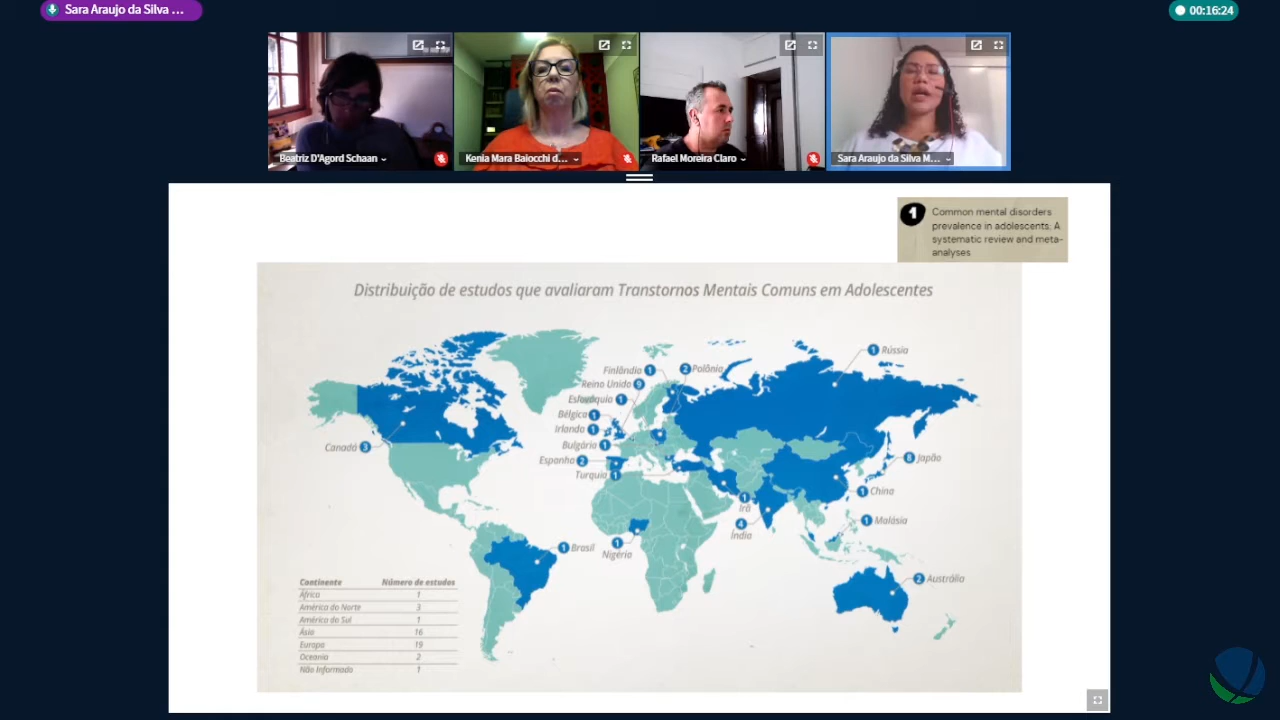 Sara Araujo da Silva ...
00:16:24
Beatriz D'Agord Schaan
Kenia Mara Baiocchi d...
Rafael Moreira Claro
Sara Araujo da Silva M...
1 Common mental disorders
prevalence in adolescents. A
systematic review and meta-
analyses
Distribuição de estudos que avaliaram Transtornos Mentais Comuns em Adolescentes
1 Rússia
Finlândia 1
2 Polônia
Reino Unido 9
1
Bélgica 1
Irlanda 1
Canadá 3
Bulgária 1
8 Japão
Espanha 2
Turquia 1
1 China
1
Irã
4
Índia
1 Malásia
1 Brasil
1
Nigéria
2 Austrália
Continente Número de estudos
África 1
América do Norte 3
América do Sul 1
Ásia 16
Europa 19
Oceania 2
Não Informado 1